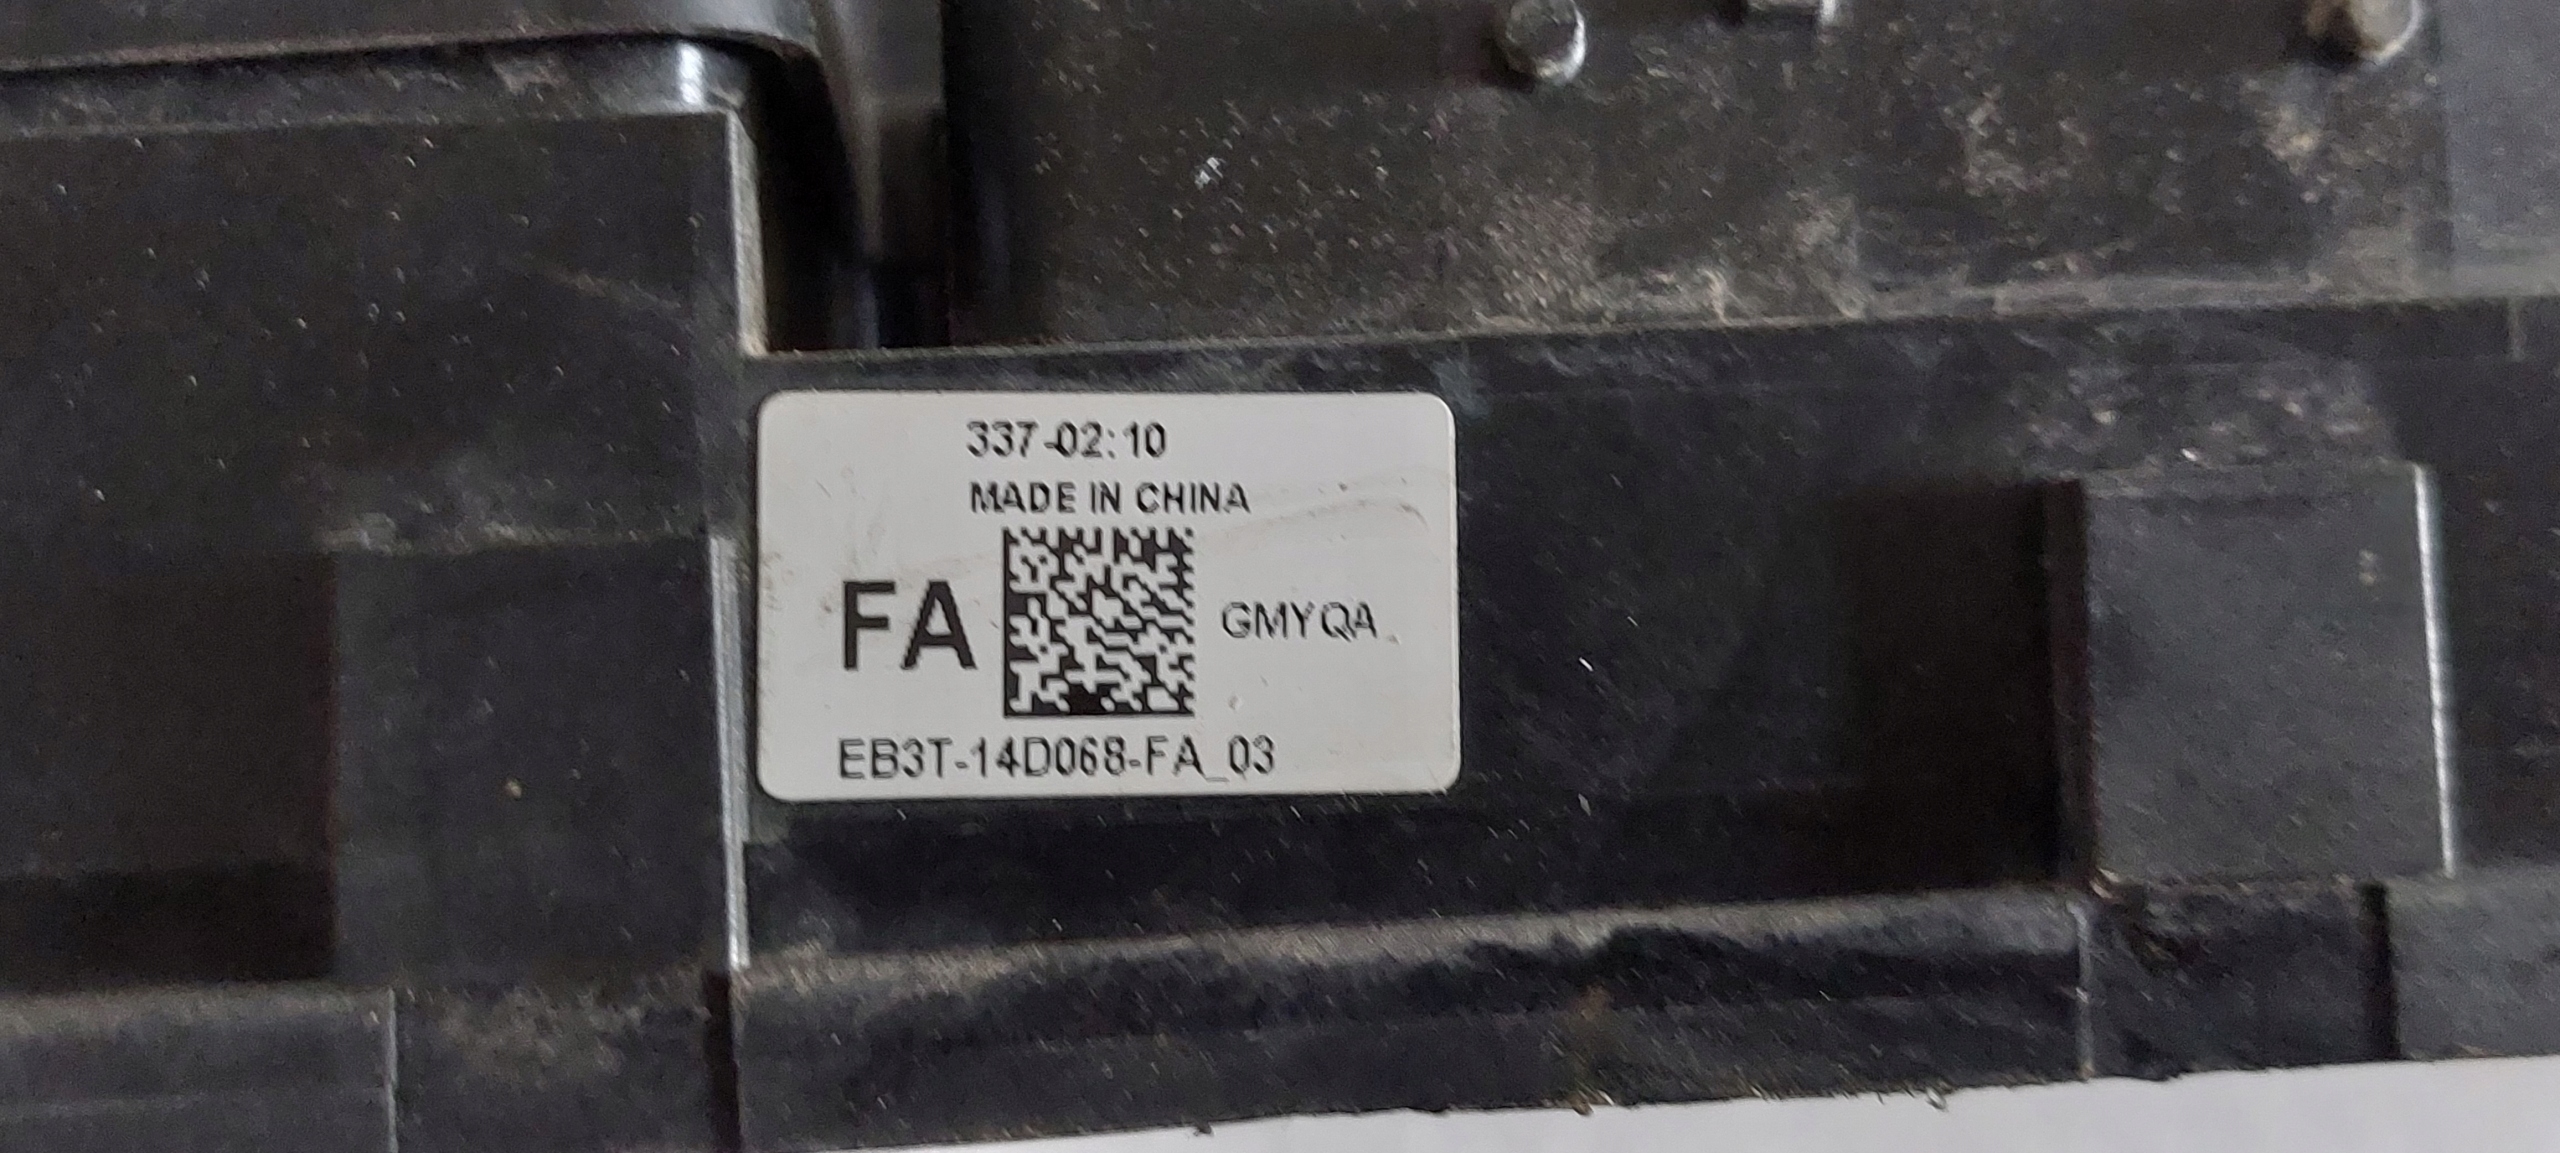 337-02:10
MADE IN CHINA
FA
GMYQA
EB3T-14D068-FA_03